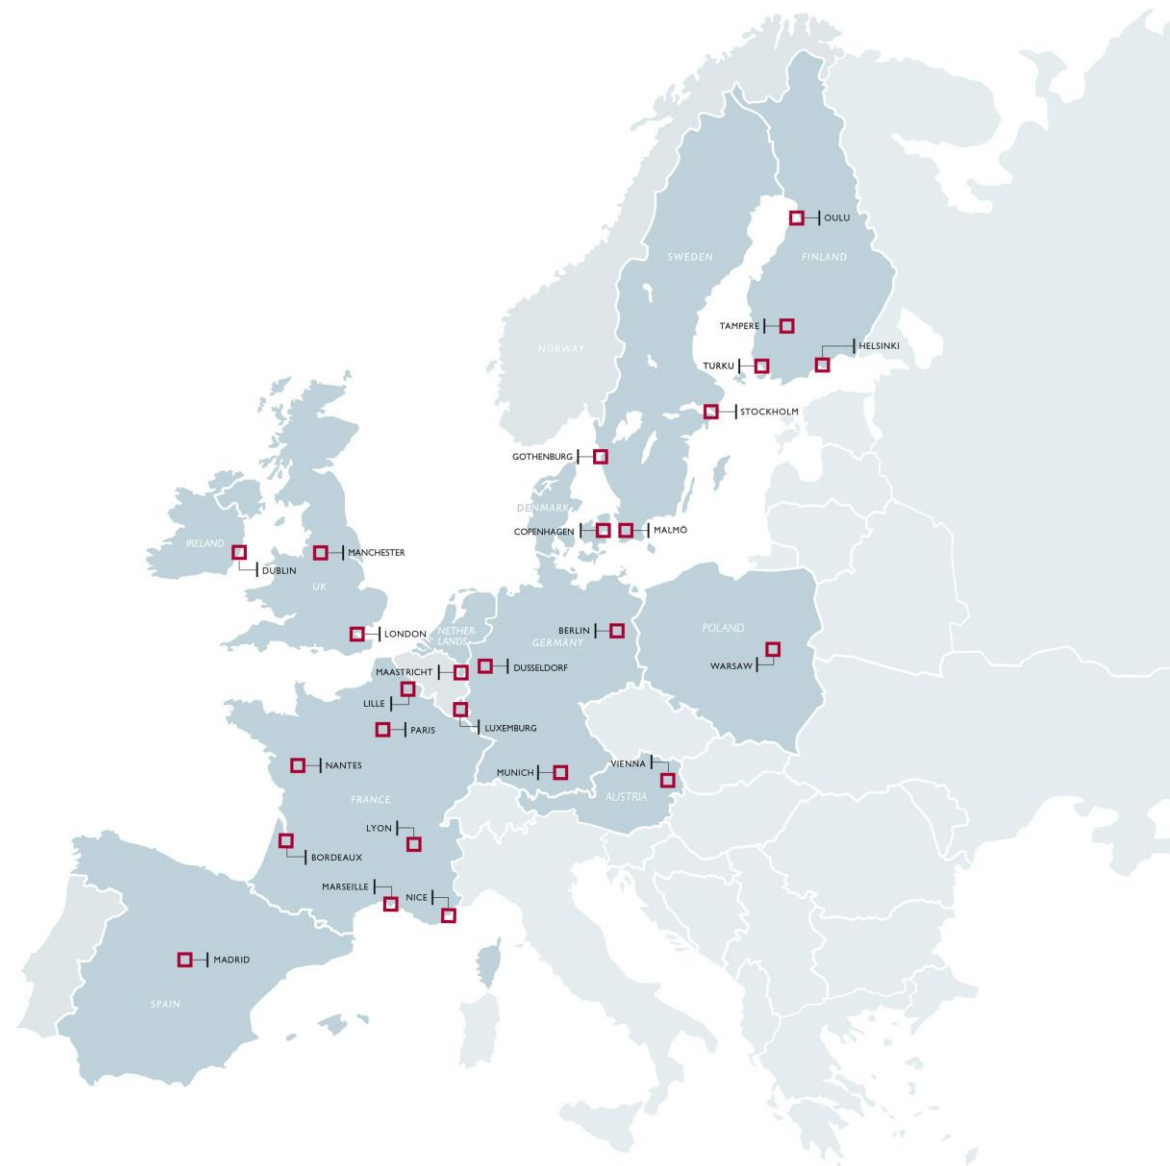 OULU
SWEDEN
FINLAND
TAMPERE
HELSINKI
NORWAY
TURKU
STOCKHOLM
GOTHENBURG
DENMARK
COPENHAGEN
MALMÖ
IRELAND
MANCHESTER
DUBLIN
UK
LONDON
NETHER
LANDS
BERLIN
GERMANY
POLAND
WARSAW
MAASTRICHT
DUSSELDORF
LILLE
LUXEMBURG
PARIS
NANTES
MUNICH
VIENNA
FRANCE
AUSTRIA
LYON
BORDEAUX
MARSEILLE
NICE
MADRID
SPAIN